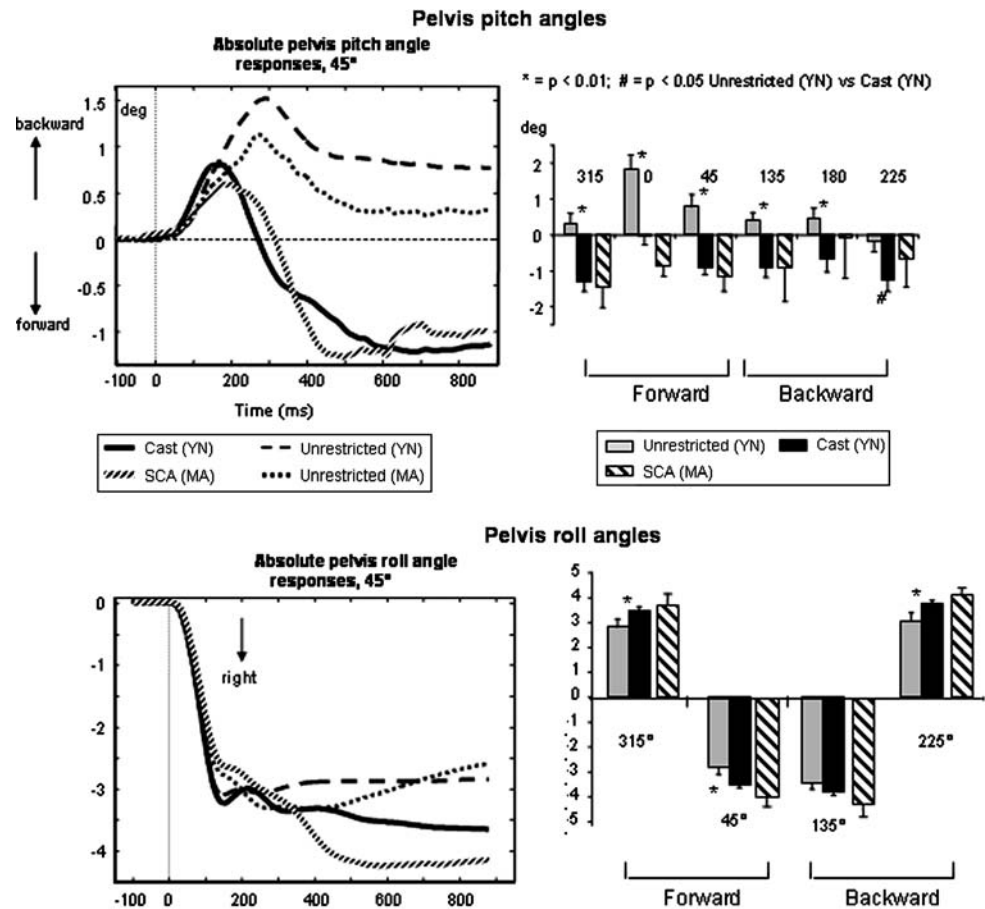 Pelvis pitch angles
Absolute pelvis pitch angle
responses, 45°
* = p < 0.01; # = p < 0.05 Unrestricted (YN) vs Cast (YN)
backward
forward
deg
1.5
1
0.5
0
-0.5
-1
-100 0 200 400 600 800
Time (ms)
Cast (YN) Unrestricted (YN)
SCA (MA) Unrestricted (MA)
deg
2
1
0
-1
-2
315 0 45 135 180 225
* * * * *
#
Forward Backward
Unrestricted (YN) Cast (YN)
SCA (MA)
Pelvis roll angles
Absolute pelvis roll angle
responses, 45°
0
-1
-2
-3
-4
right
-100 0 100 200 400 600 800
5
4
3
2
1
0
-1
-2
-3
-4
-5
* *
315° 225°
*
45° 135°
Forward Backward